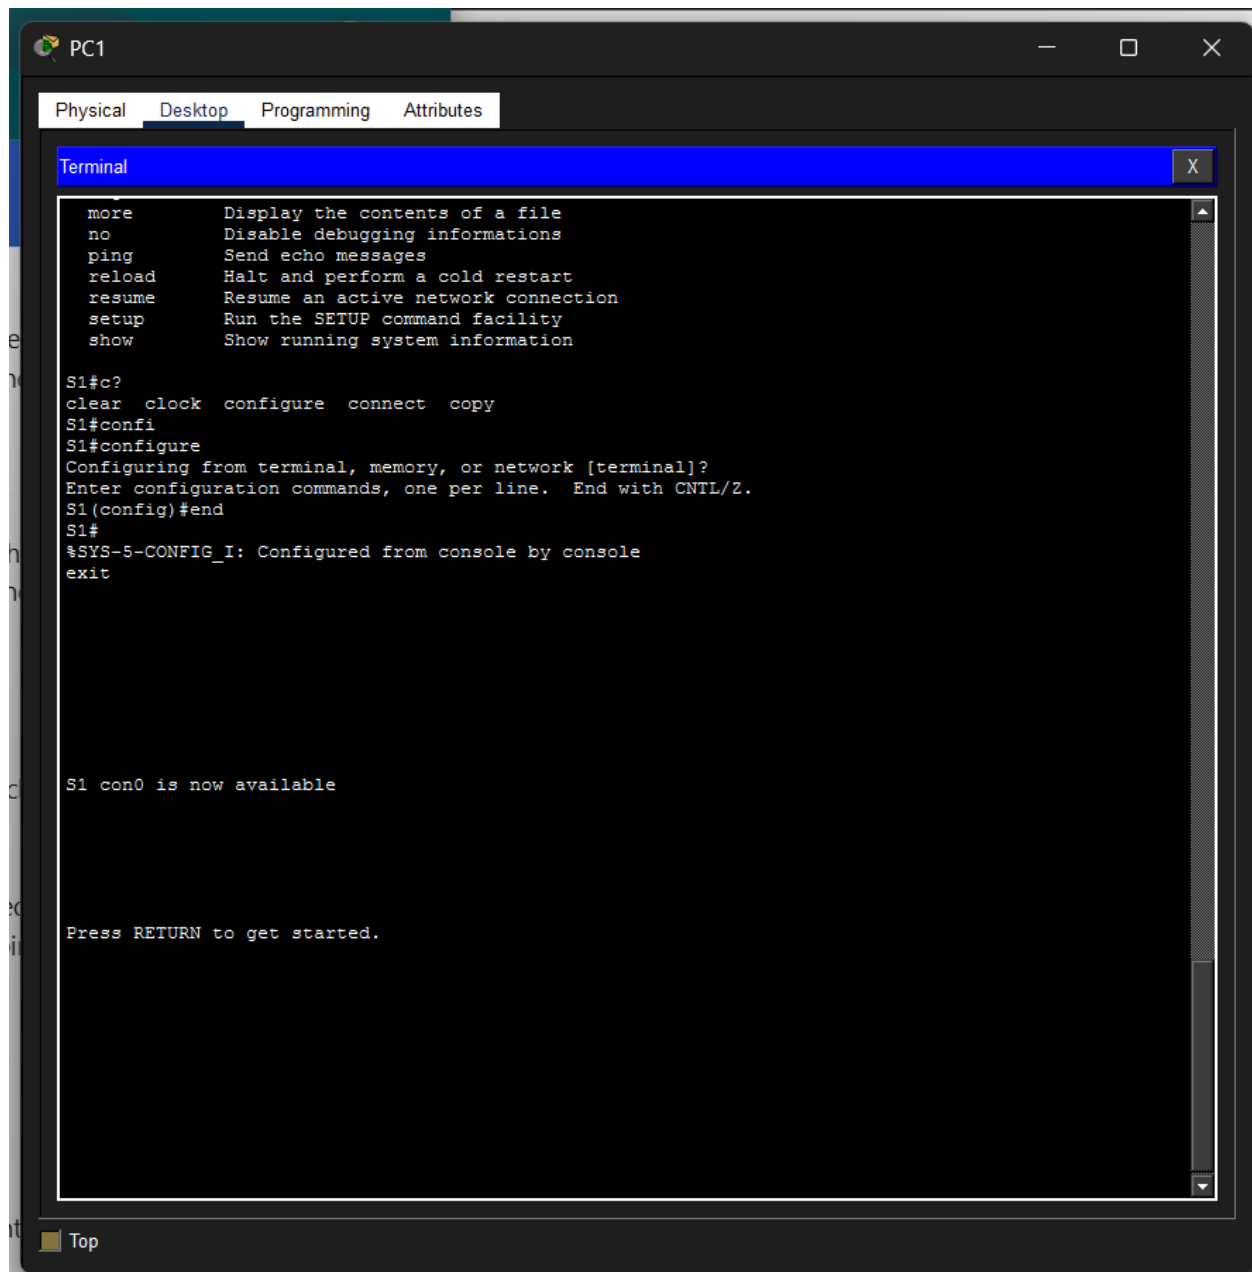 PC1
Physical Desktop Programming Attributes
Terminal X
more Display the contents of a file
no Disable debugging informations
ping Send echo messages
reload Halt and perform a cold restart
resume Resume an active network connection
setup Run the SETUP command facility
show Show running system information
S1#c?
clear clock configure connect copy
S1#confi
S1#configure
Configuring from terminal, memory, or network [terminal]?
Enter configuration commands, one per line. End with CNTL/Z.
S1(config)#end
S1#
%SYS-5-CONFIG_I: Configured from console by console
exit
S1 con0 is now available
Press RETURN to get started.
Top